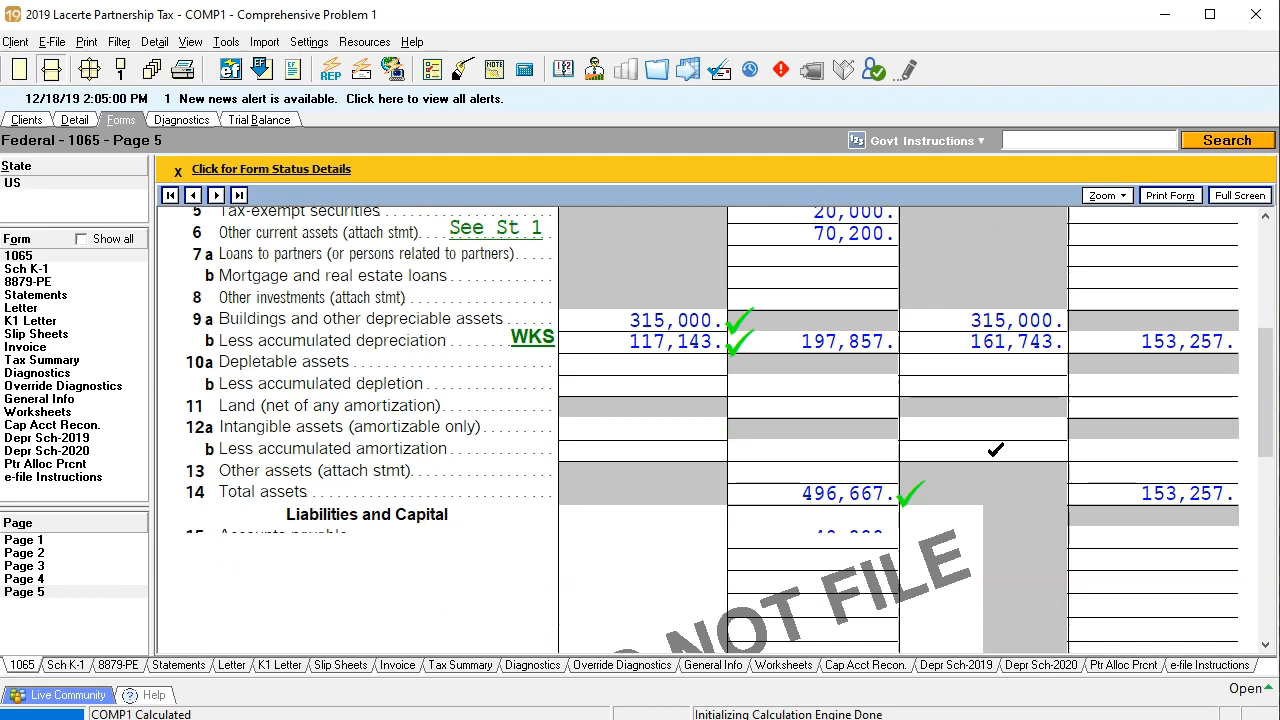 2019 Lacerte Partnership Tax - COMP1 - Comprehensive Problem 1
Client E-File Print Filter Detail View Tools Import Settings Resources Help
12/18/19 2:05:00 PM 1 New news alert is available. Click here to view all alerts.
Clients Detail Forms Diagnostics Trial Balance
Federal - 1065 - Page 5
Govt Instructions Search
State
US
Form Show all
1065
Sch K-1
8879-PE
Statements
Letter
K1 Letter
Slip Sheets
Invoice
Tax Summary
Diagnostics
Override Diagnostics
General Info
Worksheets
Cap Acct Recon.
Depr Sch-2019
Depr Sch-2020
Ptr Alloc Prcnt
e-file Instructions
Page
Page 1
Page 2
Page 3
Page 4
Page 5
x Click for Form Status Details
Zoom Print Form Full Screen
5 Tax-exempt securities 20,000.
6 Other current assets (attach stmt). See St 1 70,200.
7a Loans to partners (or persons related to partners)
b Mortgage and real estate loans
8 Other investments (attach stmt)
9a Buildings and other depreciable assets 315,000. 315,000.
b Less accumulated depreciation WKS 117,143. 197,857. 161,743. 153,257.
10a Depletable assets
b Less accumulated depletion
11 Land (net of any amortization)
12a Intangible assets (amortizable only)
b Less accumulated amortization
13 Other assets (attach stmt)
14 Total assets 496,667. 153,257.
Liabilities and Capital
NOT FILE
1065 Sch K-1 8879-PE Statements Letter K1 Letter Slip Sheets Invoice Tax Summary Diagnostics Override Diagnostics General Info Worksheets Cap Acct Recon. Depr Sch-2019 Depr Sch-2020 Ptr Alloc Prcnt e-file Instructions
Live Community Help
Open
COMP1 Calculated Initializing Calculation Engine Done